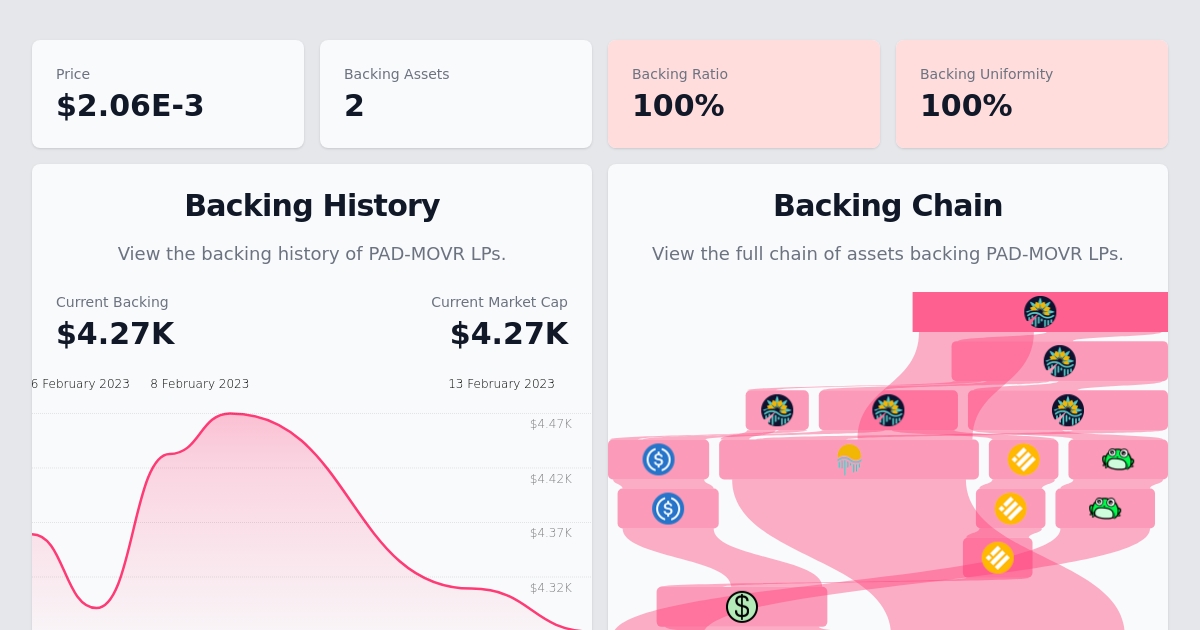 Price
$2.06E-3
Backing Assets
2
Backing Ratio
100%
Backing Uniformity
100%
Backing History
View the backing history of PAD-MOVR LPs.
Current Backing
$4.27K
Current Market Cap
$4.27K
6 February 2023
8 February 2023
13 February 2023
$4.47K
$4.42K
$4.37K
$4.32K
Backing Chain
View the full chain of assets backing PAD-MOVR LPs.
$
$
$